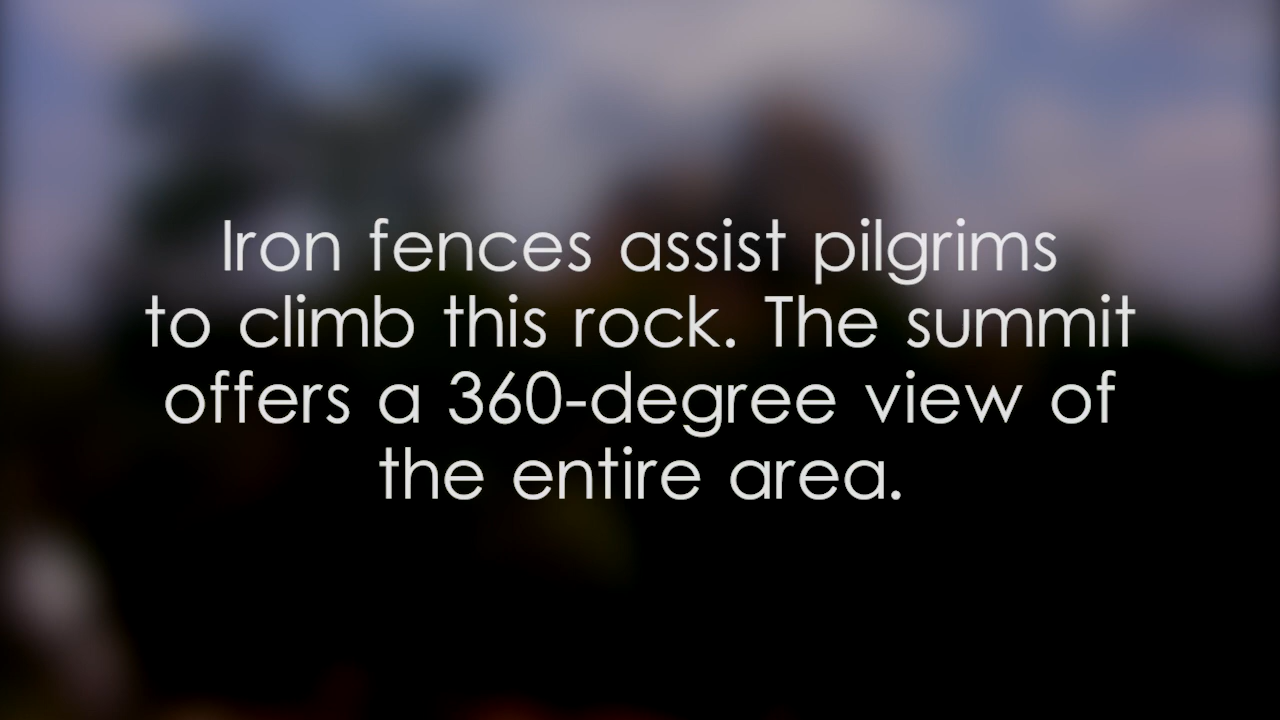 Iron fences assist pilgrims
to climb this rock. The summit
offers a 360-degree view of
the entire area.